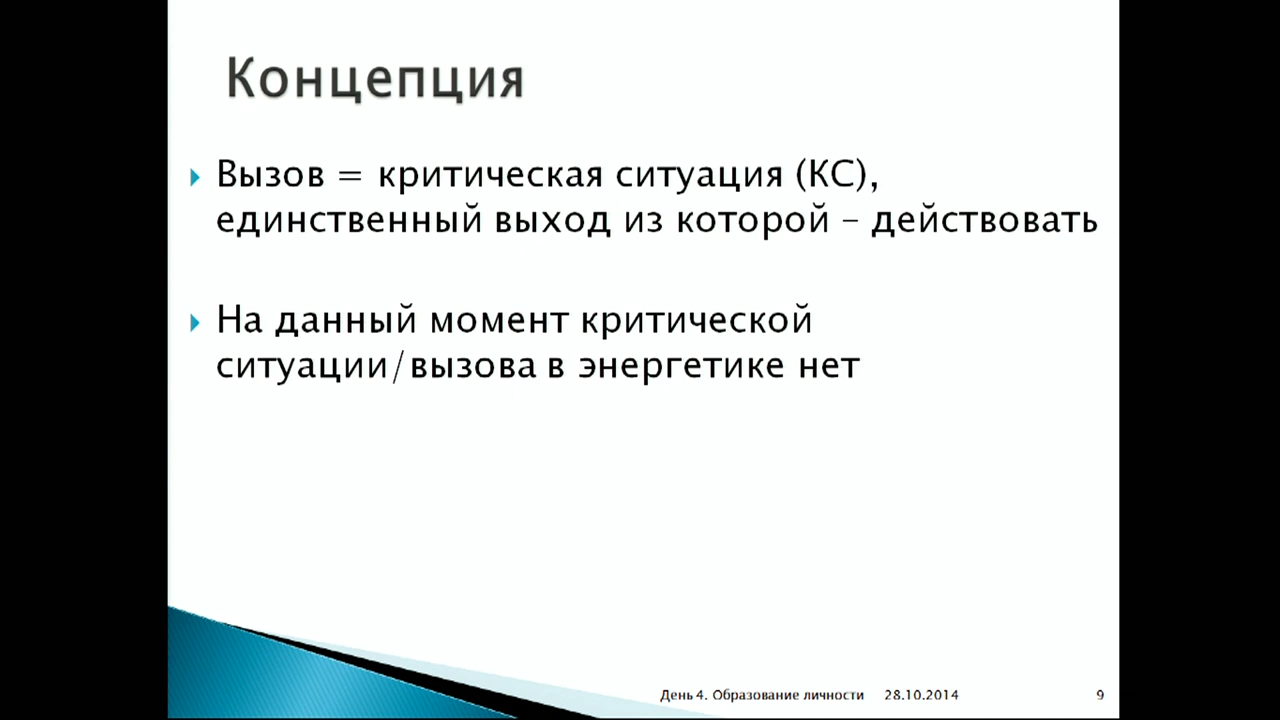 Концепция
Вызов = критическая ситуация (КС),
единственный выход из которой – действовать
На данный момент критической
ситуации/вызова в энергетике нет
День 4. Образование личности 28.10.2014 9